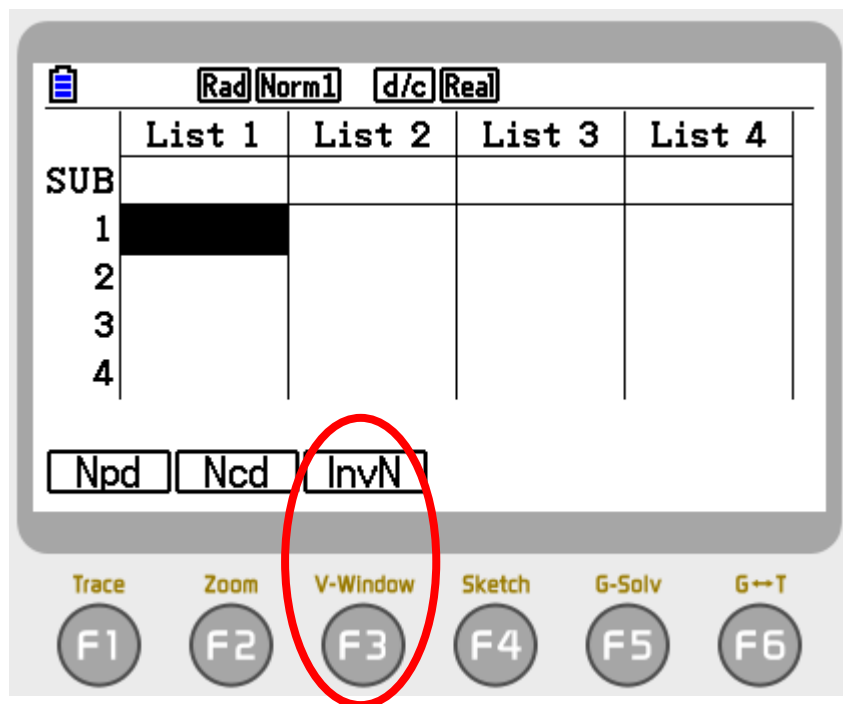 Rad Norm1 d/c Real
List 1 List 2 List 3 List 4
SUB
1
2
3
4
Npd Ncd InvN
Trace Zoom V-Window Sketch G-Solv G↔T
F1 F2 F3 F4 F5 F6